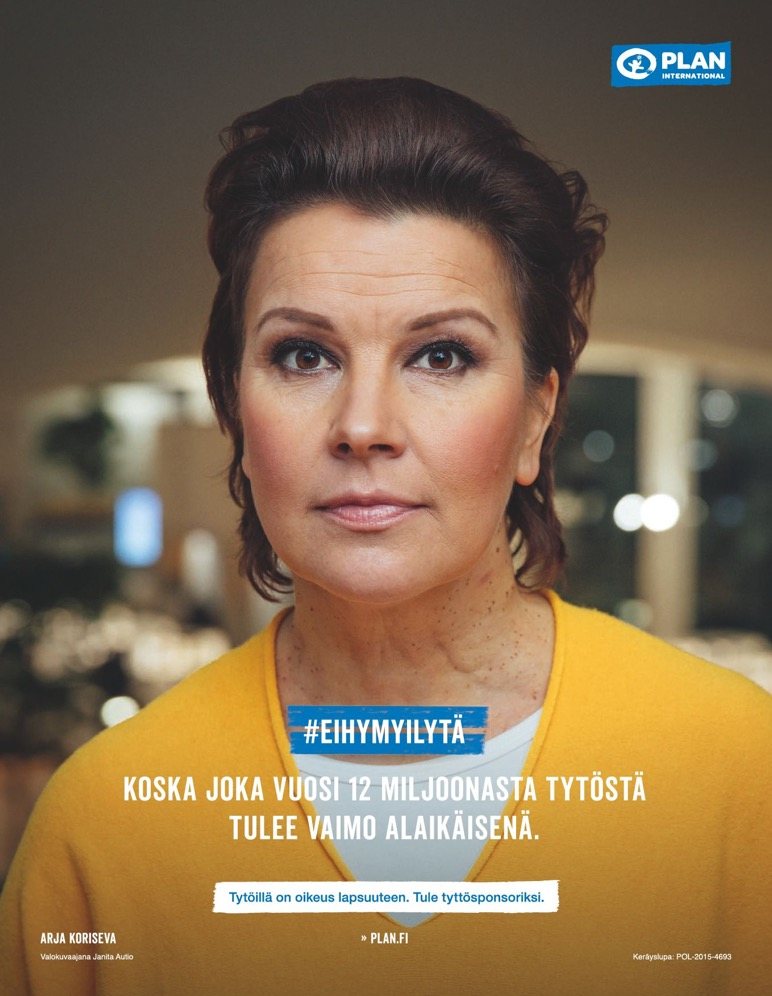 PLAN
INTERNATIONAL
#EIHYMYILYTÄ
KOSKA JOKA VUOSI 12 MILJOONASTA TYTÖSTÄ
TULEE VAIMO ALAIKÄISENÄ.
Tytöillä on oikeus lapsuuteen. Tule tyttösponsoriksi.
ARJA KORISEVA
Valokuvaajana Janita Autio
» PLAN.FI
Keräyslupa: POL-2015-4693